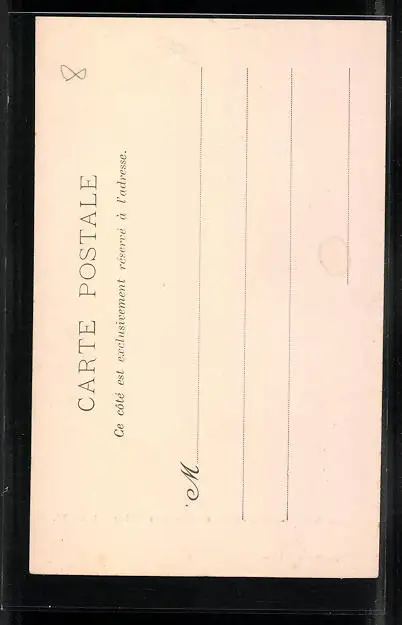 8
CARTE POSTALE
Ce côté est exclusivement réservé à l'adresse.
M